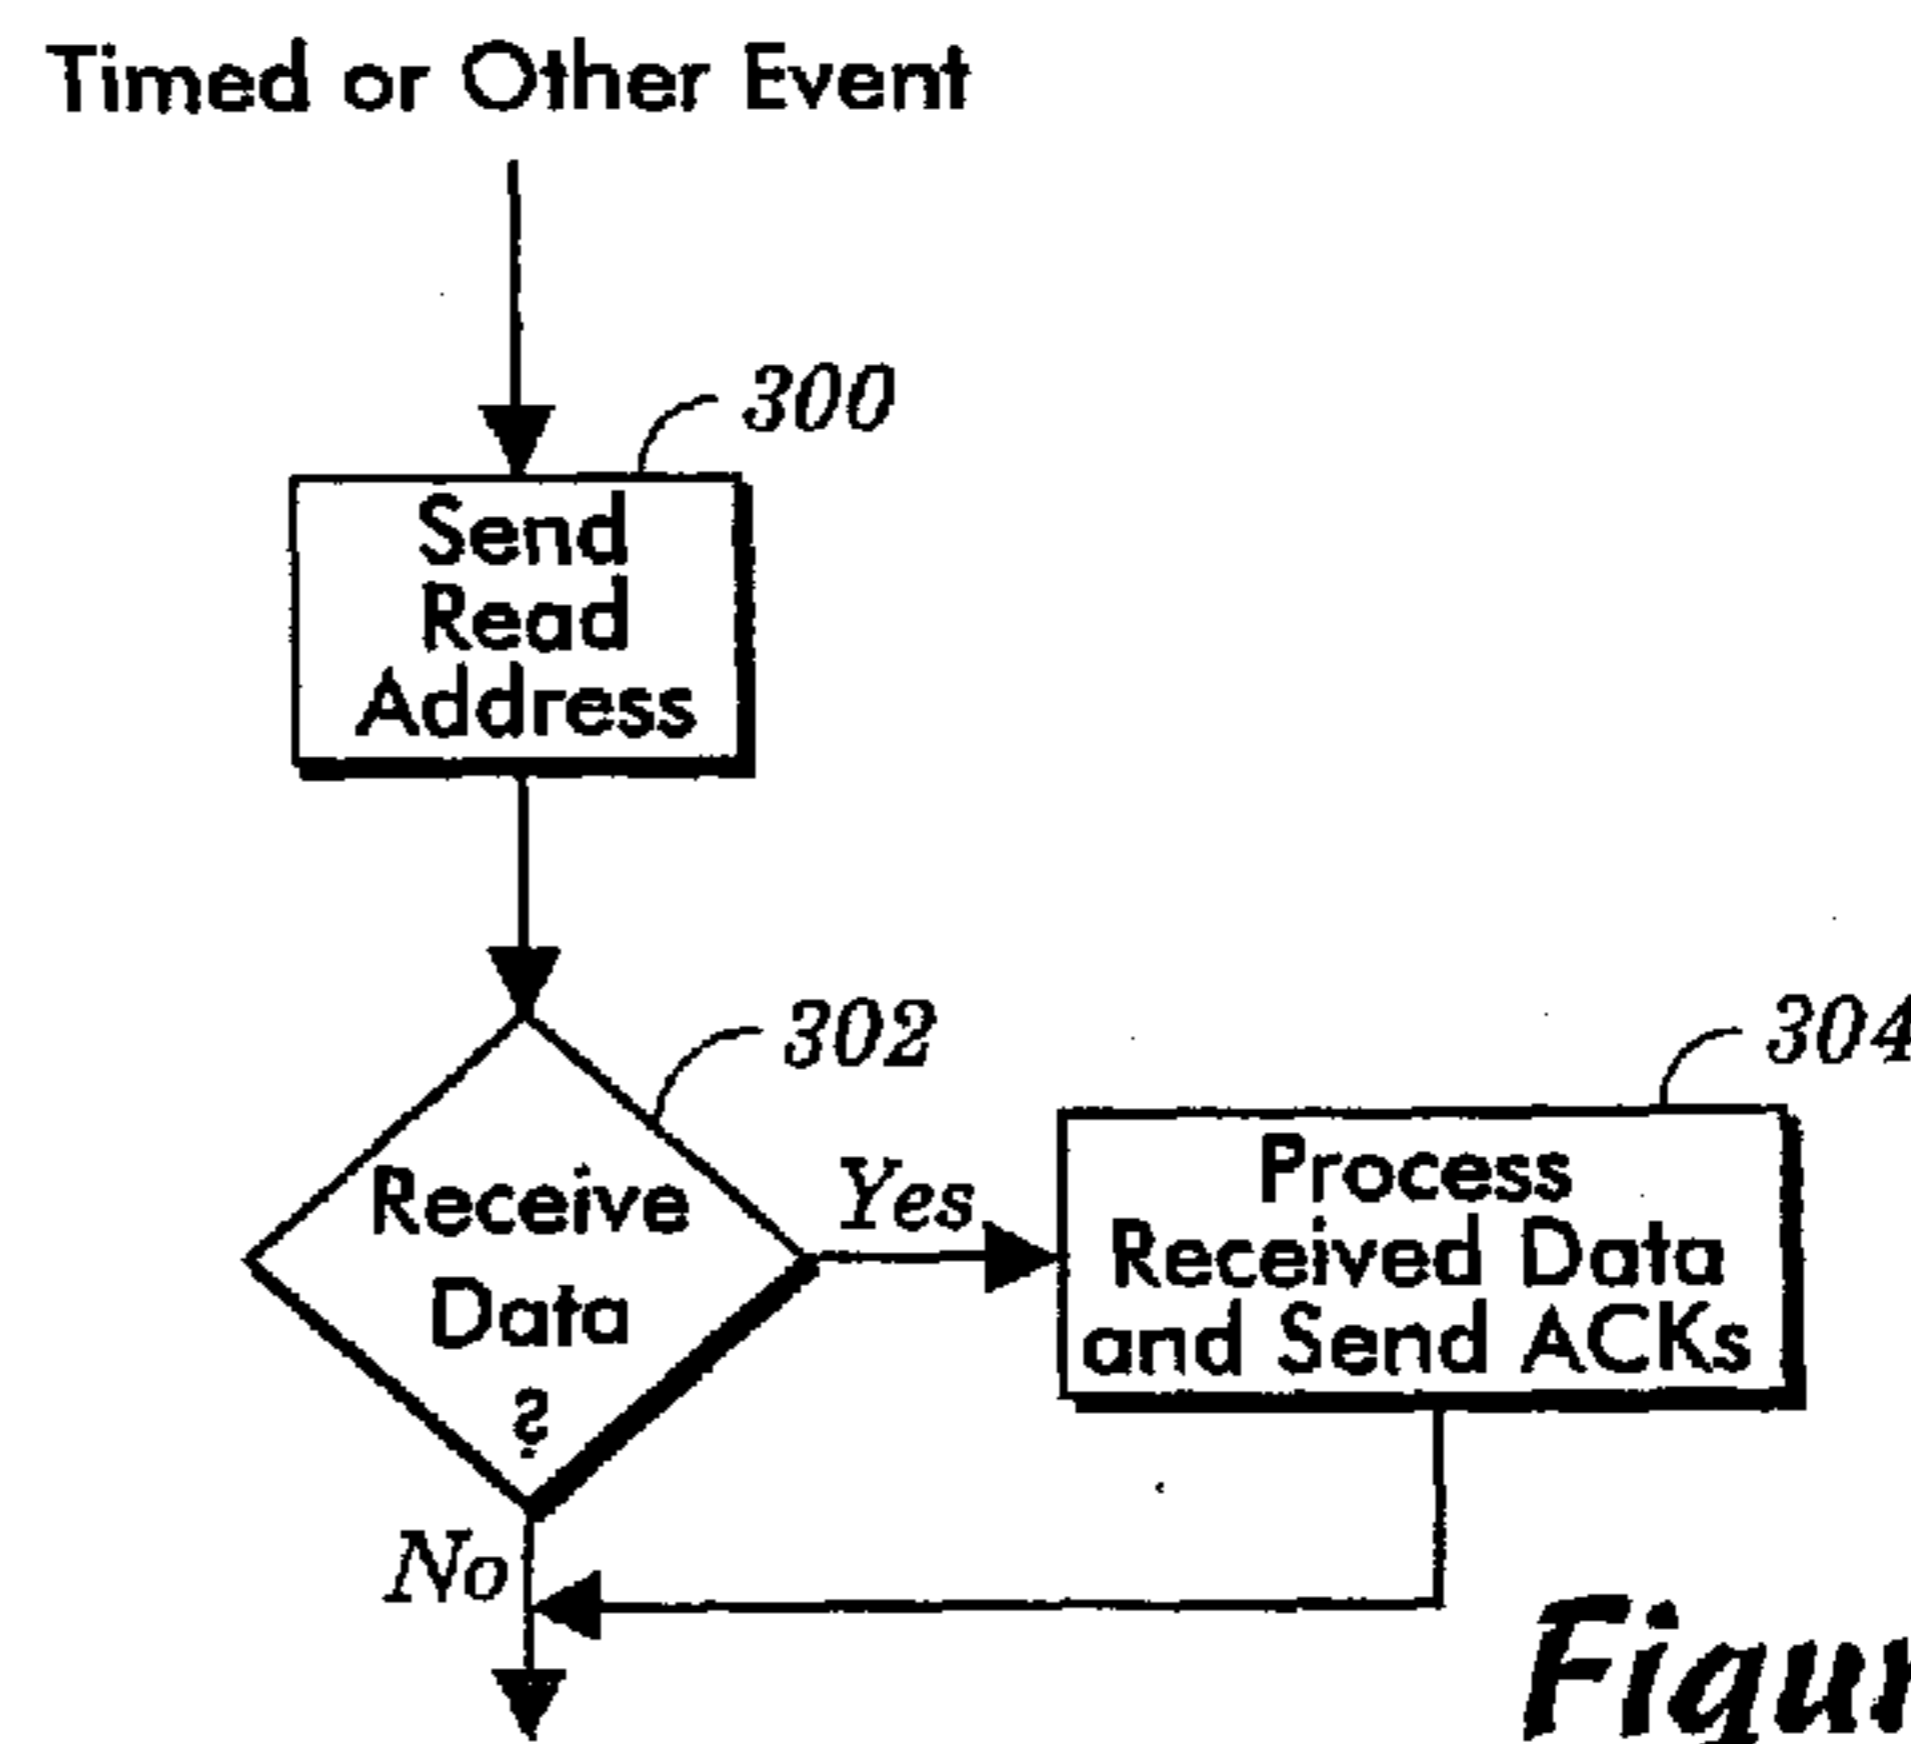 Timed or Other Event
300
Send
Read
Address
302
304
Receive
Data
?
Yes
Process
Received Data
and Send ACKs
No